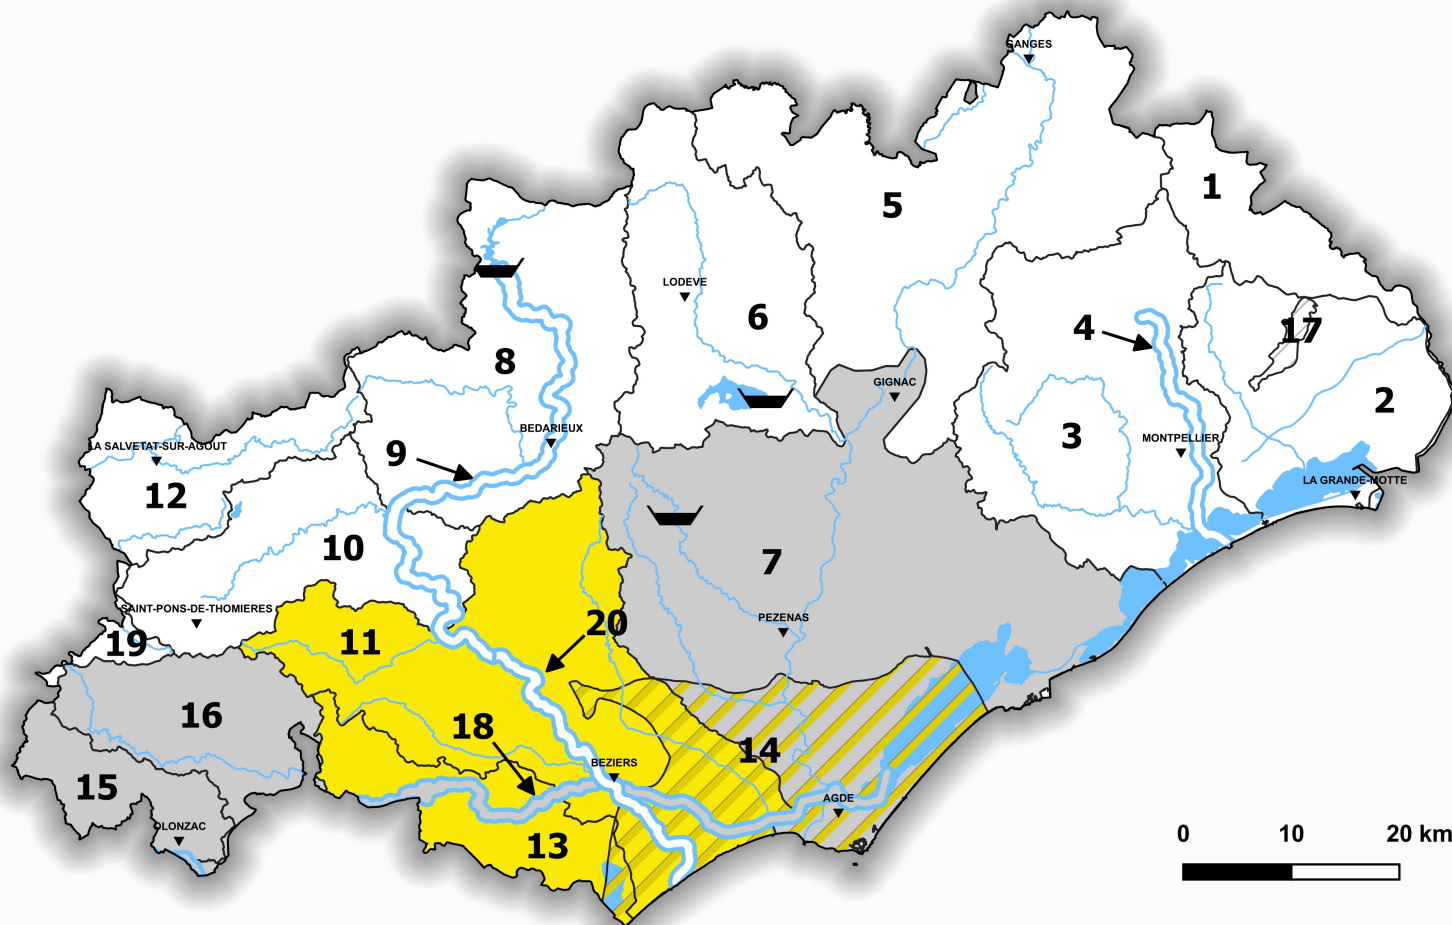 GANGES
1
5
LODEVE
6
4
17
8
GIGNAC
2
BEDARIEUX
3
MONTPELLIER
9
LA SALVETAT-SUR-AGOUT
LA GRANDE-MOTTE
12
10
7
SAINT-PONS-DE-THOMIERES
PEZENAS
20
19
11
16
18
14
BEZIERS
15
AGDE
OLONZAC
13
0 10 20 km